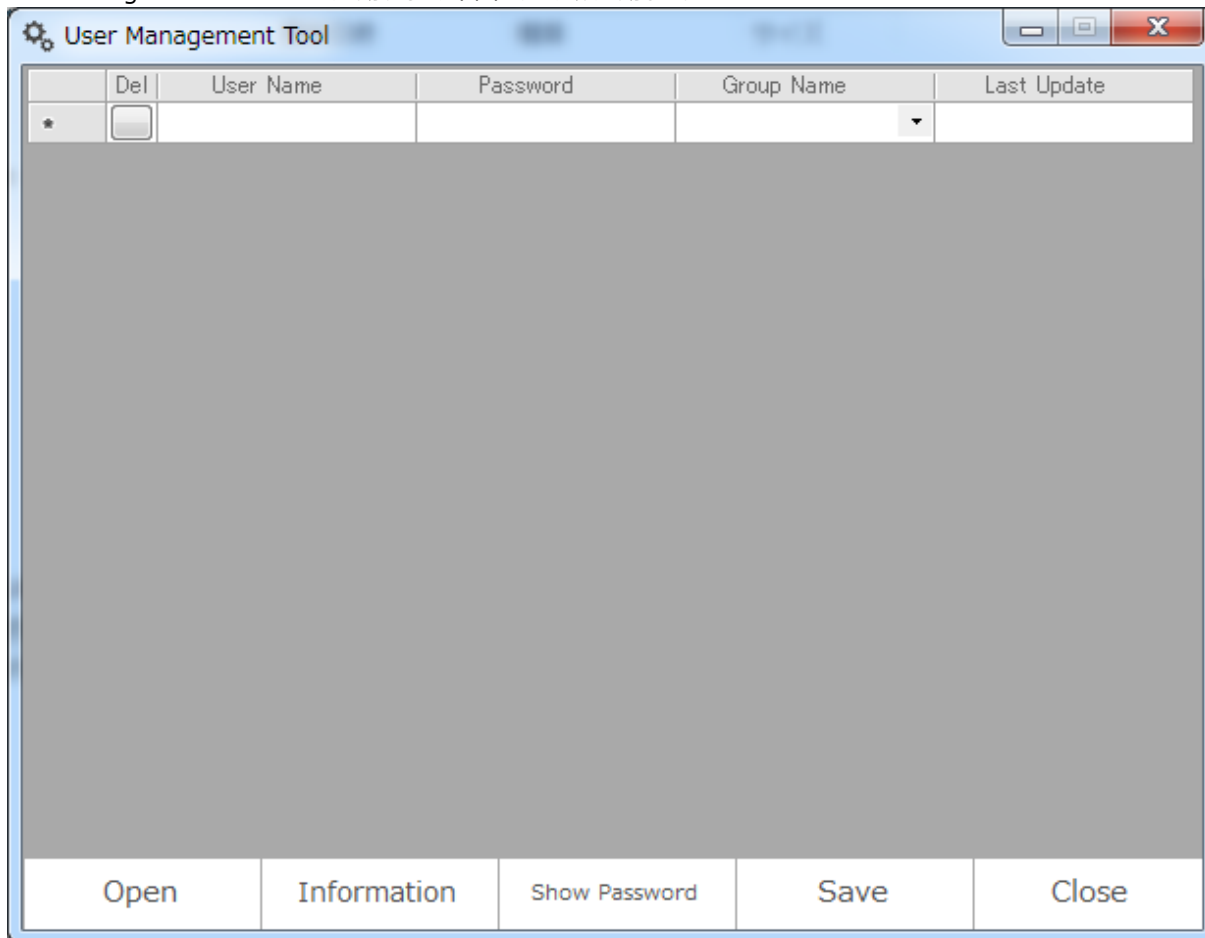 User Management Tool
Del User Name Password Group Name Last Update
*
Open Information Show Password Save Close